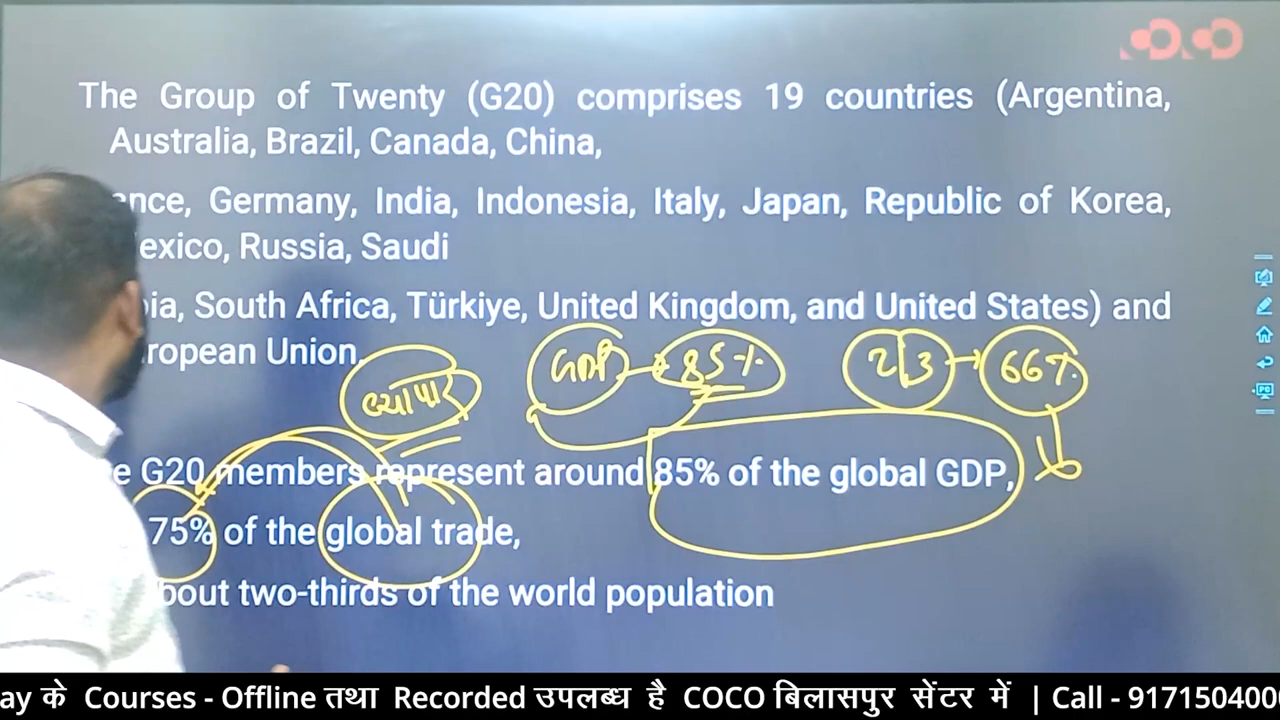 The Group of Twenty (G20) comprises 19 countries (Argentina,
Australia, Brazil, Canada, China,
ance, Germany, India, Indonesia, Italy, Japan, Republic of Korea,
exico, Russia, Saudi
ia, South Africa, Türkiye, United Kingdom, and United States) and
ropean Union.
GDP → 85%
2/3 → 66%
व्यापार
e G20 members represent around 85% of the global GDP,
75% of the global trade,
bout two-thirds of the world population
ay के Courses - Offline तथा Recorded उपलब्ध है COCO बिलासपुर सेंटर में | Call - 917150400